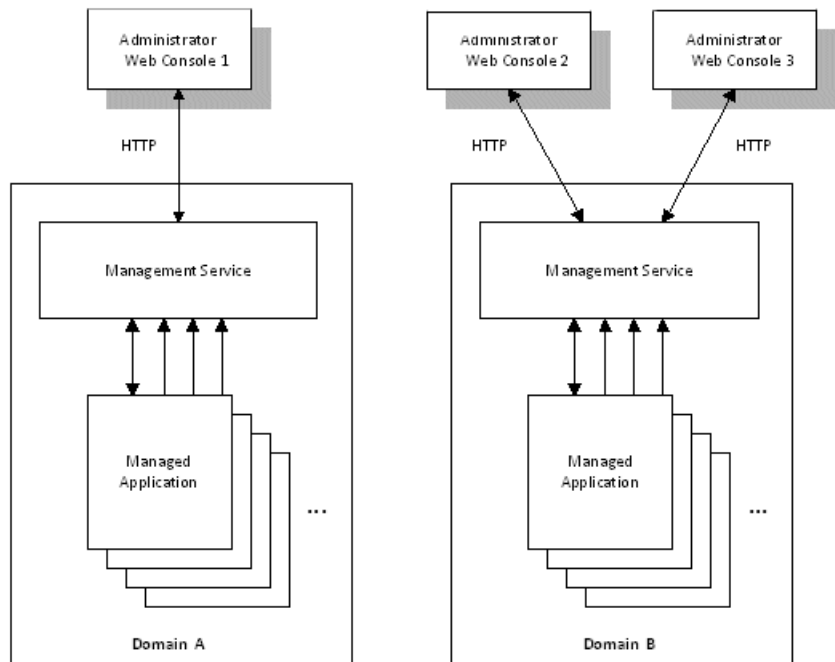 Administrator
Web Console 1
Administrator
Web Console 2
Administrator
Web Console 3
HTTP
HTTP
HTTP
Management Service
Management Service
Managed
Application
...
Managed
Application
...
Domain A
Domain B